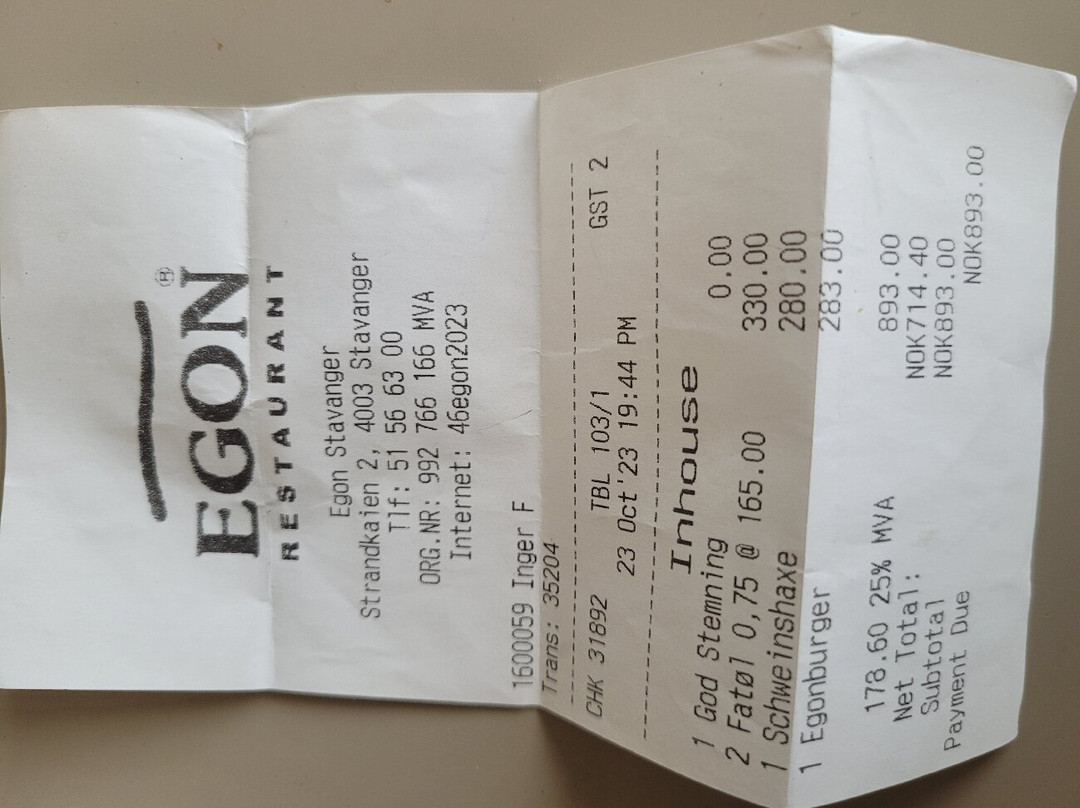 EGON®
RESTAURANT
Egon Stavanger
Strandkaien 2, 4003 Stavanger
Tlf: 51 56 63 00
ORG.NR: 992 766 166 MVA
Internet: 46egon2023
1600059 Inger F
Trans: 35204
CHK 31892 TBL 103/1 GST 2
23 Oct'23 19:44 PM
Inhouse
1 God Stemning 0.00
2 Fatøl 0,75 @ 165.00 330.00
1 Schweinshaxe 280.00
1 Egonburger 283.00
178.60 25% MVA 893.00
Net Total: NOK714.40
Subtotal NOK893.00
Payment Due NOK893.00